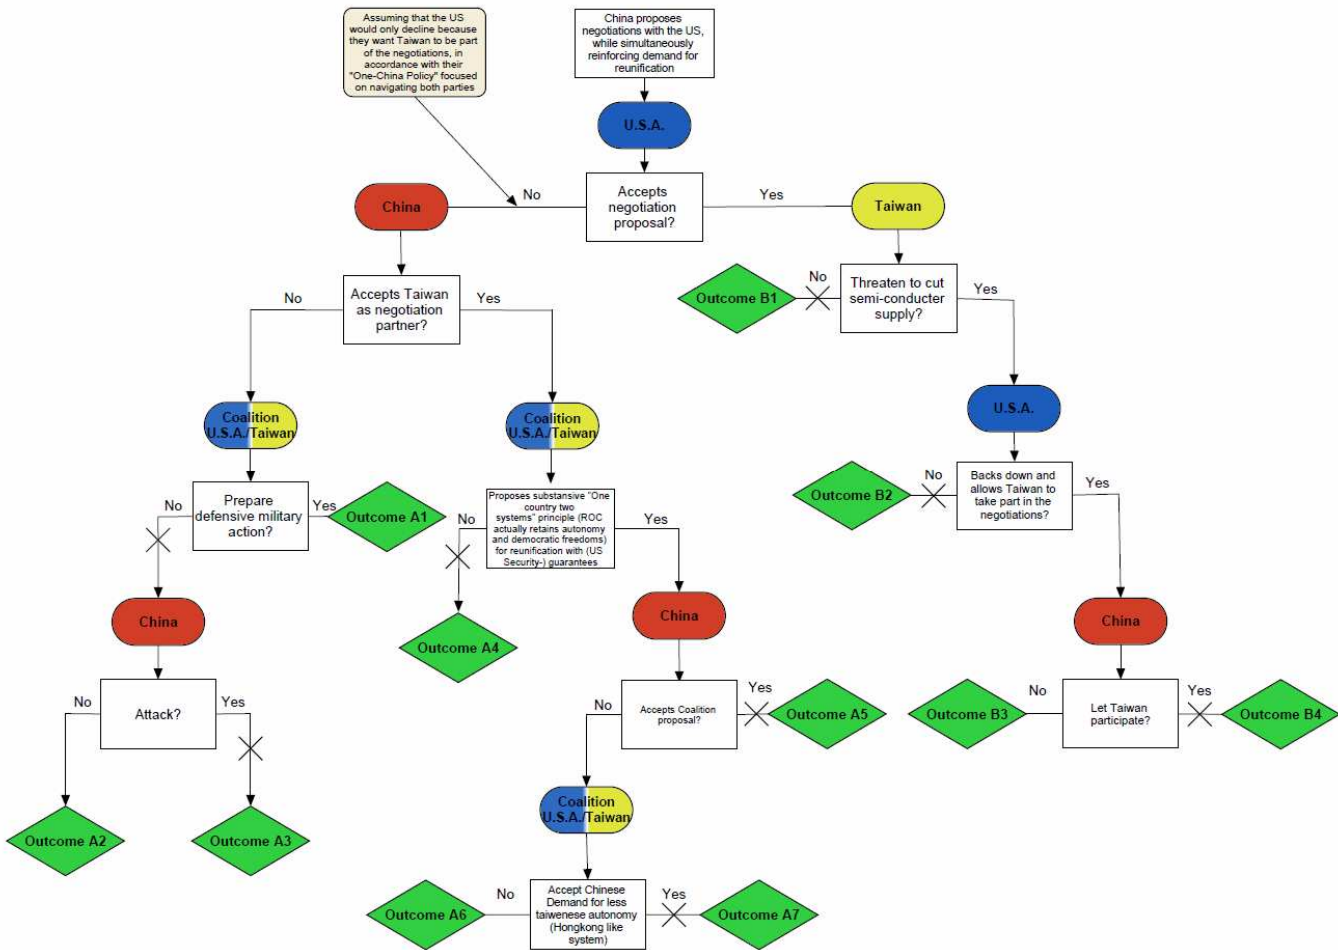 Assuming that the US
would only decline because
they want Taiwan to be part
of the negotiations, in
accordance with their
"One-China Policy" focused
on navigating both parties
China proposes
negotiations with the US,
while simultaneously
reinforcing demand for
reunification
U.S.A.
No
Accepts
negotiation
proposal?
Yes
China
Taiwan
No
Accepts Taiwan
as negotiation
partner?
Yes
Outcome B1
No
Threaten to cut
semi-conducter
supply?
Yes
Coalition
U.S.A./Taiwan
Coalition
U.S.A./Taiwan
U.S.A.
No
Prepare
defensive military
action?
Yes
Outcome A1
No
Proposes substansive "One
country two
systems" principle (ROC
actually retains autonomy
and democratic freedoms)
for reunification with (US
Security-) guarantees
Yes
Outcome B2
No
Backs down and
allows Taiwan to
take part in the
negotiations?
Yes
China
Outcome A4
China
China
No
Attack?
Yes
No
Accepts Coalition
proposal?
Yes
Outcome A5
Outcome B3
No
Let Taiwan
participate?
Yes
Outcome B4
Outcome A2
Outcome A3
Coalition
U.S.A./Taiwan
Outcome A6
No
Accept Chinese
Demand for less
taiwenese autonomy
(Hongkong like
system)
Yes
Outcome A7